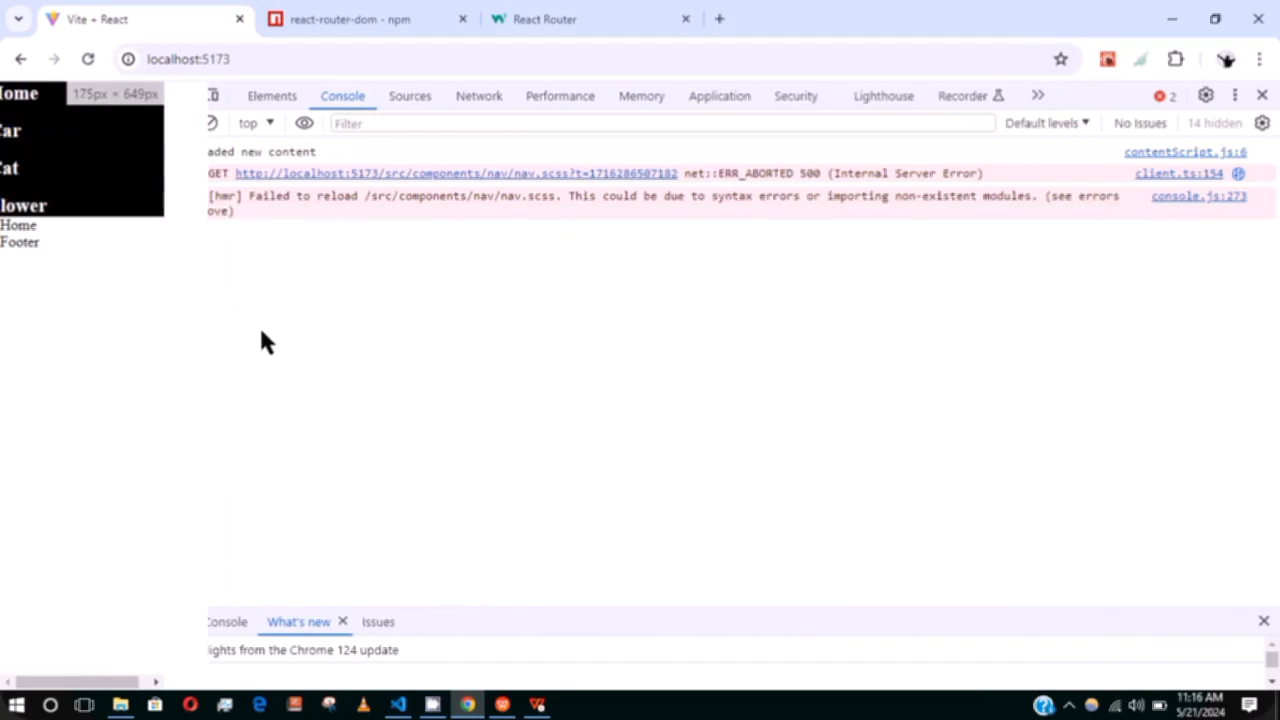 Vite + React
react-router-dom - npm
React Router
localhost:5173
ome
175px × 649px
ar
at
lower
Home
Footer
Elements
Console
Sources
Network
Performance
Memory
Application
Security
Lighthouse
Recorder
2
top
Filter
Default levels
No Issues
14 hidden
aded new content
contentScript.js:6
GET http://localhost:5173/src/components/nav/nav.scss?t=1716286507182 net::ERR_ABORTED 500 (Internal Server Error)
client.ts:154
[hmr] Failed to reload /src/components/nav/nav.scss. This could be due to syntax errors or importing non-existent modules. (see errors
ove)
console.js:273
Console
What's new
Issues
lights from the Chrome 124 update
11:16 AM
5/21/2024